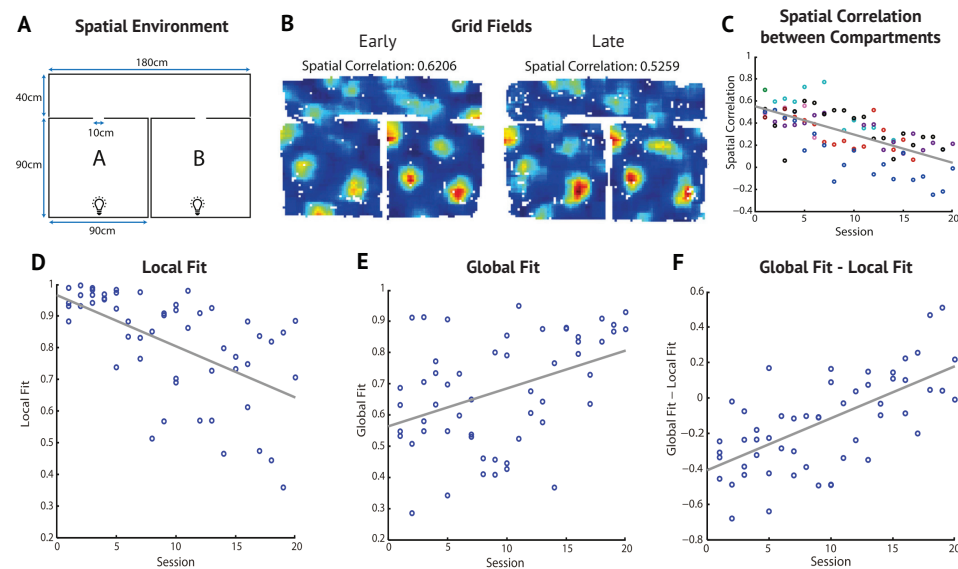 A Spatial Environment
180cm
40cm
10cm
90cm
A
B
90cm
B Grid Fields
Early
Late
Spatial Correlation: 0.6206
Spatial Correlation: 0.5259
C Spatial Correlation
between Compartments
Spatial Correlation
1
0.8
0.6
0.4
0.2
0
−0.2
−0.4
0 5 10 15 20
Session
D Local Fit
Local Fit
1
0.9
0.8
0.7
0.6
0.5
0.4
0.3
0.2
0 5 10 15 20
Session
E Global Fit
Global Fit
1
0.9
0.8
0.7
0.6
0.5
0.4
0.3
0.2
0 5 10 15 20
Session
F Global Fit - Local Fit
Global Fit − Local Fit
0.6
0.4
0.2
0
−0.2
−0.4
−0.6
−0.8
0 5 10 15 20
Session